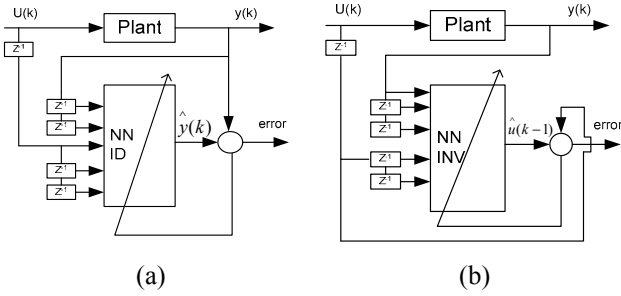 U(k) Plant y(k)
Z-1
Z-1
Z-1
NN
ID
ŷ(k)
error
Z-1
Z-1
(a)
U(k) Plant y(k)
Z-1
Z-1
Z-1
NN
INV
û(k−1)
error
Z-1
Z-1
(b)